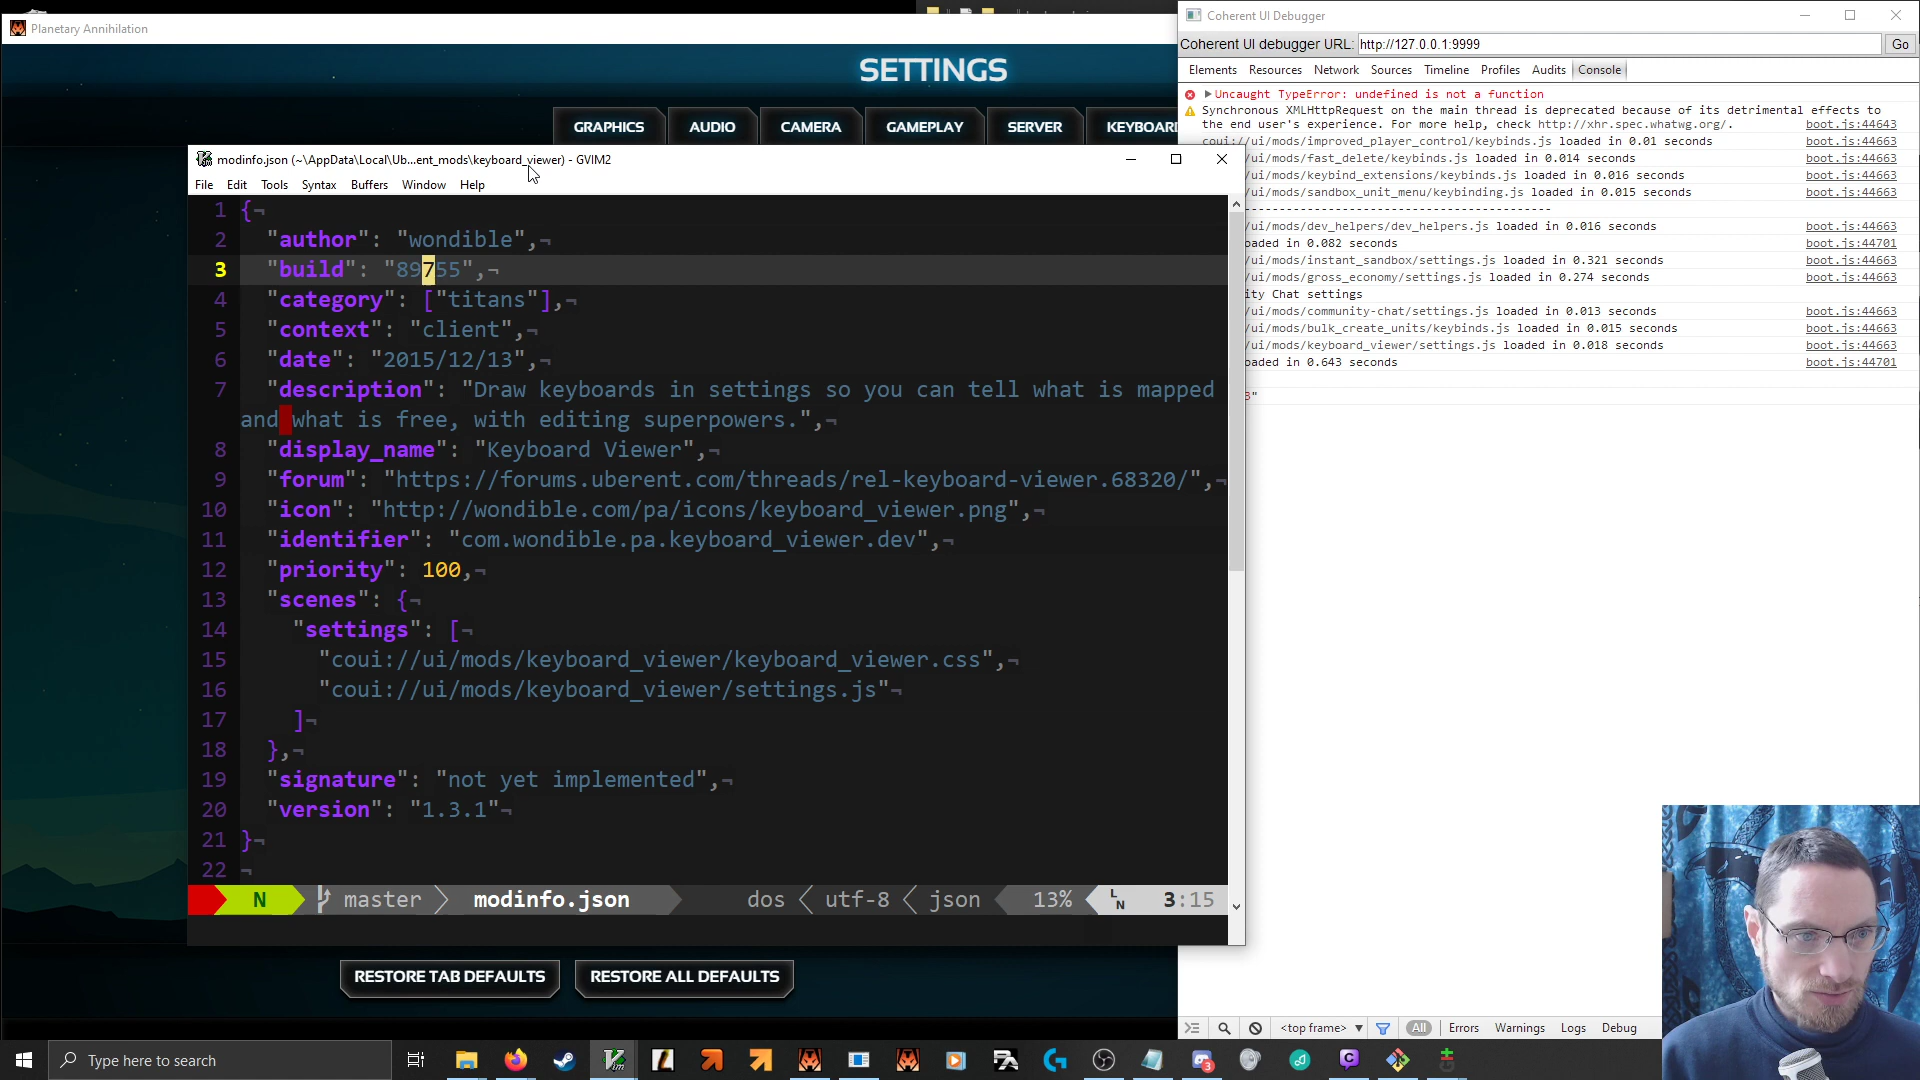 Planetary Annihilation
SETTINGS
GRAPHICS
AUDIO
CAMERA
GAMEPLAY
SERVER
KEYBOAR
modinfo.json (~\AppData\Local\Ub...ent_mods\keyboard_viewer) - GVIM2
File Edit Tools Syntax Buffers Window Help
1 {¬
2 "author": "wondible",¬
3 "build": "89755",¬
4 "category": ["titans"],¬
5 "context": "client",¬
6 "date": "2015/12/13",¬
7 "description": "Draw keyboards in settings so you can tell what is mapped
and what is free, with editing superpowers.",¬
8 "display_name": "Keyboard Viewer",¬
9 "forum": "https://forums.uberent.com/threads/rel-keyboard-viewer.68320/",¬
10 "icon": "http://wondible.com/pa/icons/keyboard_viewer.png",¬
11 "identifier": "com.wondible.pa.keyboard_viewer.dev",¬
12 "priority": 100,¬
13 "scenes": {¬
14 "settings": [¬
15 "coui://ui/mods/keyboard_viewer/keyboard_viewer.css",¬
16 "coui://ui/mods/keyboard_viewer/settings.js"¬
17 ]¬
18 },¬
19 "signature": "not yet implemented",¬
20 "version": "1.3.1"¬
21 }¬
22 ¬
N master modinfo.json dos utf-8 json 13% LN 3:15
RESTORE TAB DEFAULTS
RESTORE ALL DEFAULTS
Coherent UI Debugger
Coherent UI debugger URL: http://127.0.0.1:9999 Go
Elements Resources Network Sources Timeline Profiles Audits Console
Uncaught TypeError: undefined is not a function
Synchronous XMLHttpRequest on the main thread is deprecated because of its detrimental effects to
the end user's experience. For more help, check http://xhr.spec.whatwg.org/. boot.js:44643
coui://ui/mods/improved_player_control/keybinds.js loaded in 0.01 seconds boot.js:44663
/ui/mods/fast_delete/keybinds.js loaded in 0.014 seconds boot.js:44663
/ui/mods/keybind_extensions/keybinds.js loaded in 0.016 seconds boot.js:44663
/ui/mods/sandbox_unit_menu/keybinding.js loaded in 0.015 seconds boot.js:44663
----------------------------------------------
/ui/mods/dev_helpers/dev_helpers.js loaded in 0.016 seconds boot.js:44663
oaded in 0.082 seconds boot.js:44701
/ui/mods/instant_sandbox/settings.js loaded in 0.321 seconds boot.js:44663
/ui/mods/gross_economy/settings.js loaded in 0.274 seconds boot.js:44663
ity Chat settings
/ui/mods/community-chat/settings.js loaded in 0.013 seconds boot.js:44663
/ui/mods/bulk_create_units/keybinds.js loaded in 0.015 seconds boot.js:44663
/ui/mods/keyboard_viewer/settings.js loaded in 0.018 seconds boot.js:44663
oaded in 0.643 seconds boot.js:44701
3"
<top frame> All Errors Warnings Logs Debug
Type here to search